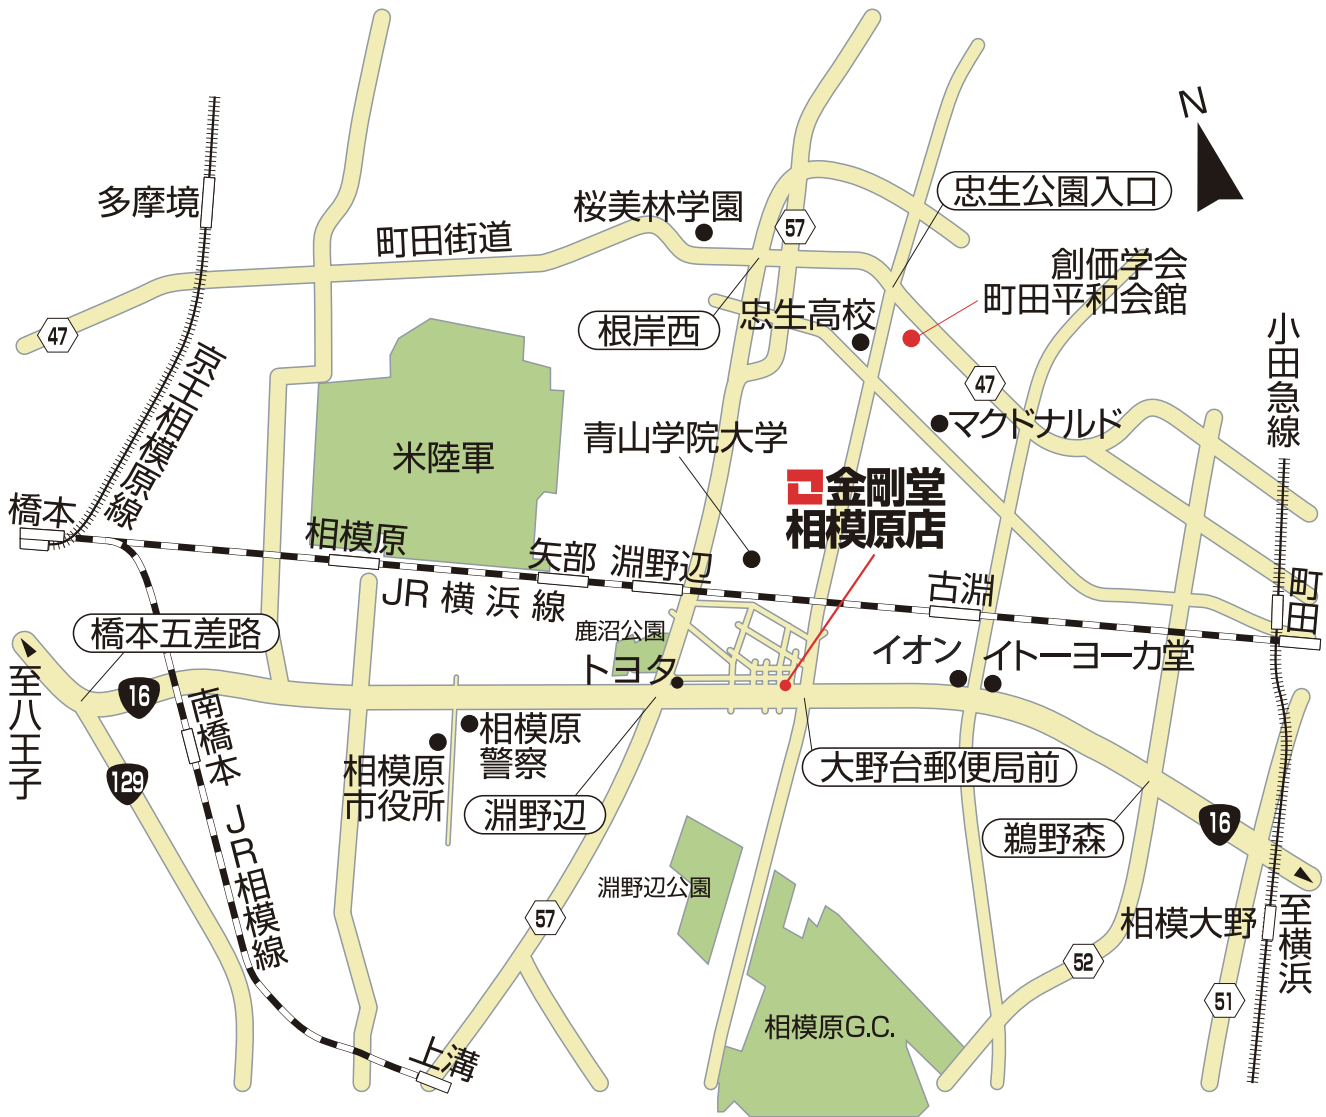 N
多摩境
桜美林学園
忠生公園入口
57
町田街道
創価学会
町田平和会館
根岸西
忠生高校
47
小田急線
京王相模原線
47
マクドナルド
青山学院大学
米陸軍
金剛堂
相模原店
橋本
相模原
矢部
淵野辺
JR横浜線
古淵
町田
橋本五差路
鹿沼公園
トヨタ
イオン
イトーヨーカ堂
至八王子
16
南橋本
相模原
警察
129
相模原
市役所
淵野辺
大野台郵便局前
鵜野森
16
JR相模線
淵野辺公園
57
相模大野
至横浜
52
51
相模原G.C.
上溝